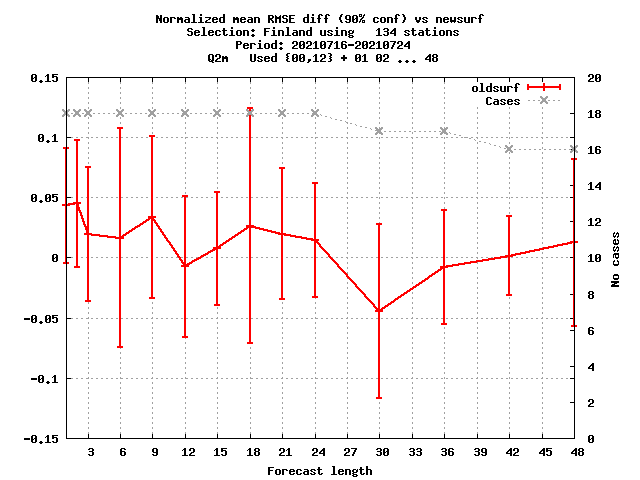 Normalized mean RMSE diff (90% conf) vs newsurf
Selection: Finland using   134 stations
Period: 20210716-20210724
Q2m   Used {00,12} + 01 02 ... 48
oldsurf
Cases
0.15
0.1
0.05
0
-0.05
-0.1
-0.15
20
18
16
14
12
10
8
6
4
2
0
No cases
3 6 9 12 15 18 21 24 27 30 33 36 39 42 45 48
Forecast length